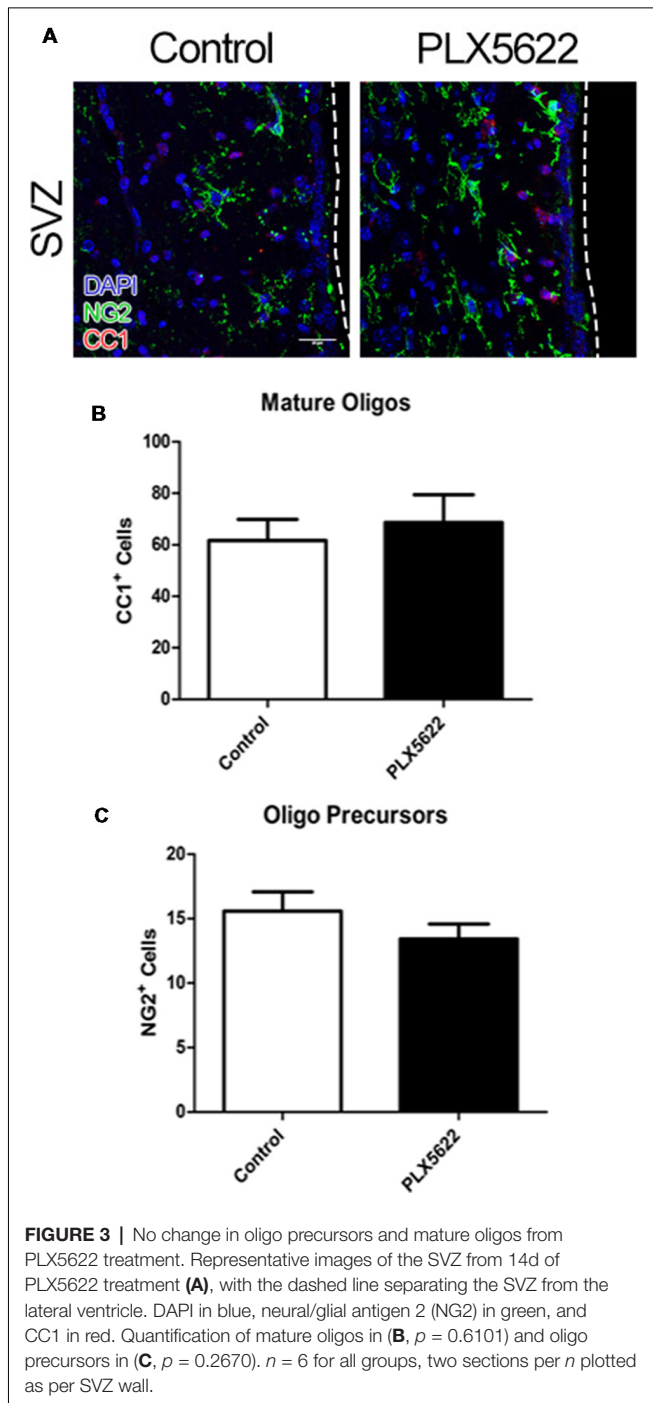 A
Control PLX5622
SVZ
DAPI
NG2
CC1
B
Mature Oligos
CC1+ Cells
100
80
60
40
20
0
Control
PLX5622
C
Oligo Precursors
NG2+ Cells
20
15
10
5
0
Control
PLX5622
FIGURE 3 | No change in oligo precursors and mature oligos from
PLX5622 treatment. Representative images of the SVZ from 14d of
PLX5622 treatment (A), with the dashed line separating the SVZ from the
lateral ventricle. DAPI in blue, neural/glial antigen 2 (NG2) in green, and
CC1 in red. Quantification of mature oligos in (B, p = 0.6101) and oligo
precursors in (C, p = 0.2670). n = 6 for all groups, two sections per n plotted
as per SVZ wall.